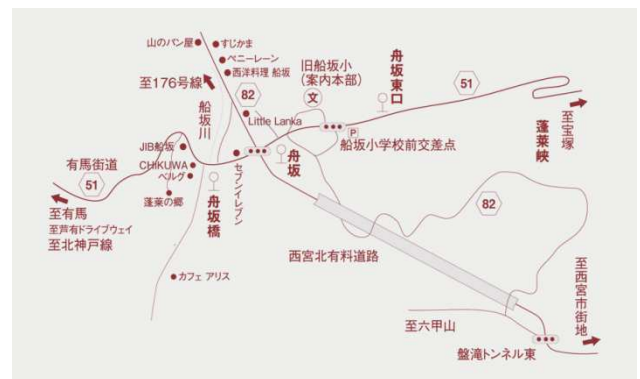 山のパン屋
すじかま
ペニーレーン
西洋料理 船坂
至176号線
82
Little Lanka
旧船坂小
(案内本部)
文
舟坂東口
51
至宝塚
蓬莱峡
P
船坂小学校前交差点
船坂川
JIB船坂
CHIKUWA
ベルグ
蓬莱の郷
有馬街道
51
至有馬
至芦有ドライブウェイ
至北神戸線
舟坂橋
セブンイレブン
舟坂
82
西宮北有料道路
カフェ アリス
至六甲山
至西宮市街地
盤滝トンネル東